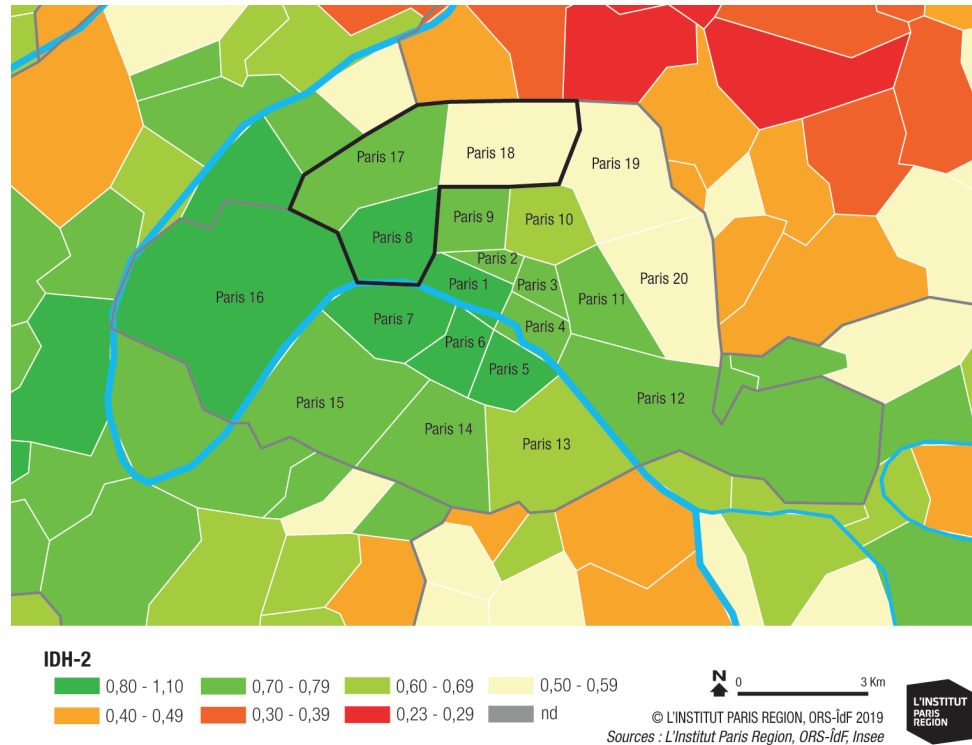 Paris 17
Paris 18
Paris 19
Paris 9
Paris 10
Paris 8
Paris 2
Paris 16
Paris 1
Paris 3
Paris 20
Paris 11
Paris 7
Paris 4
Paris 6
Paris 5
Paris 12
Paris 15
Paris 14
Paris 13
IDH-2
0,80 - 1,10
0,70 - 0,79
0,60 - 0,69
0,50 - 0,59
0,40 - 0,49
0,30 - 0,39
0,23 - 0,29
nd
N
0
3 Km
© L'INSTITUT PARIS REGION, ORS-ÎdF 2019
Sources : L'Institut Paris Region, ORS-ÎdF, Insee
L'INSTITUT
PARIS
REGION